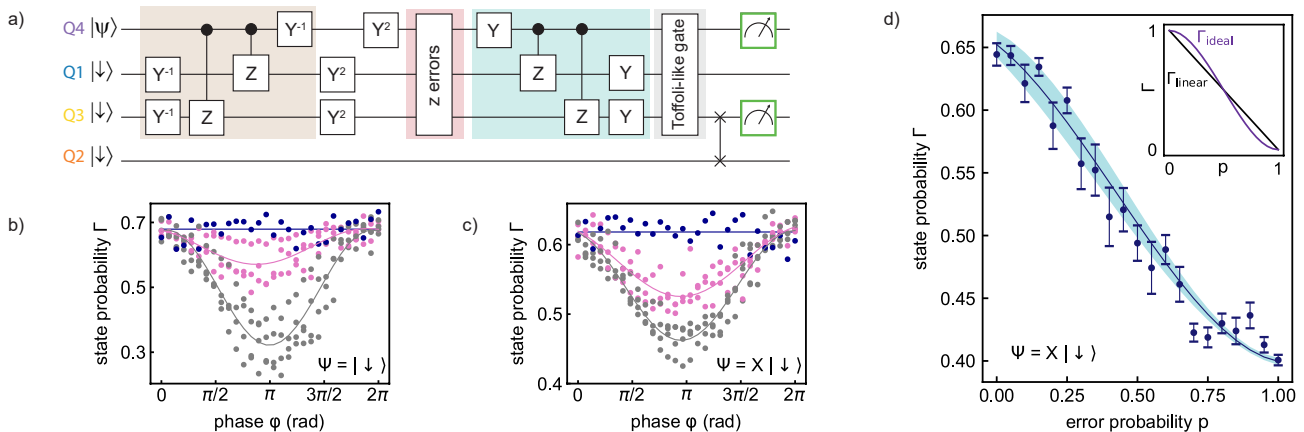 a)
Q4 |ψ⟩ Y⁻¹ Y² Y
Q1 |↓⟩ Y⁻¹ Z Y² Z Y
Q3 |↓⟩ Y⁻¹ Z Y² Z Y
Q2 |↓⟩
z errors
Toffoli-like gate
b)
state probability Γ
0.7
0.5
0.3
0 π/2 π 3π/2 2π
phase φ (rad)
Ψ = |↓⟩
c)
state probability Γ
0.6
0.5
0.4
0 π/2 π 3π/2 2π
phase φ (rad)
Ψ = X |↓⟩
d)
state probability Γ
0.65
0.60
0.55
0.50
0.45
0.40
0.00 0.25 0.50 0.75 1.00
error probability p
Ψ = X |↓⟩
1
Γideal
Γlinear
Γ
0
0 p 1